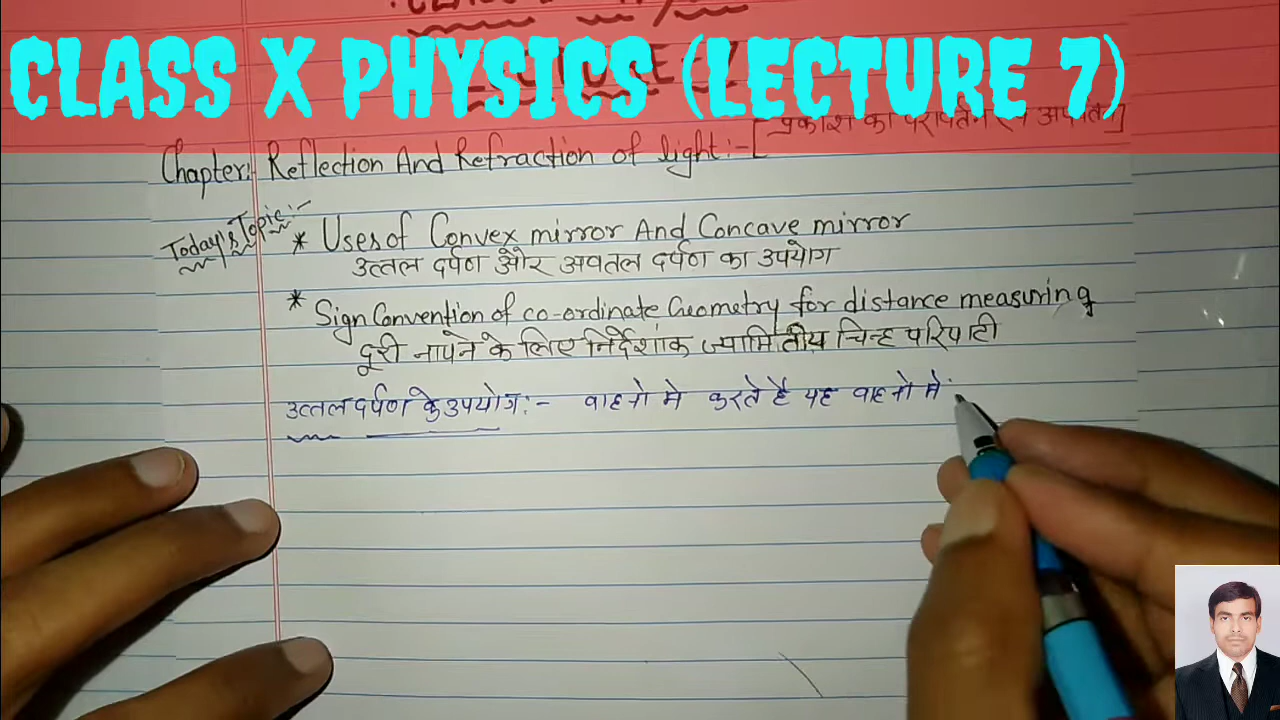 CLASS X PHYSICS (LECTURE 7)
Chapter:- Reflection And Refraction of light:- [प्रकाश का परावर्तन एवं अपवर्तन]
Today's Topic:-
* Uses of Convex mirror And Concave mirror
उत्तल दर्पण और अवतल दर्पण का उपयोग
* Sign Convention of co-ordinate Geometry for distance measuring
दूरी नापने के लिए निर्देशांक ज्यामितीय चिन्ह परिपाटी
उत्तल दर्पण के उपयोग:- वाहनो मे करते है यह वाहनो मे